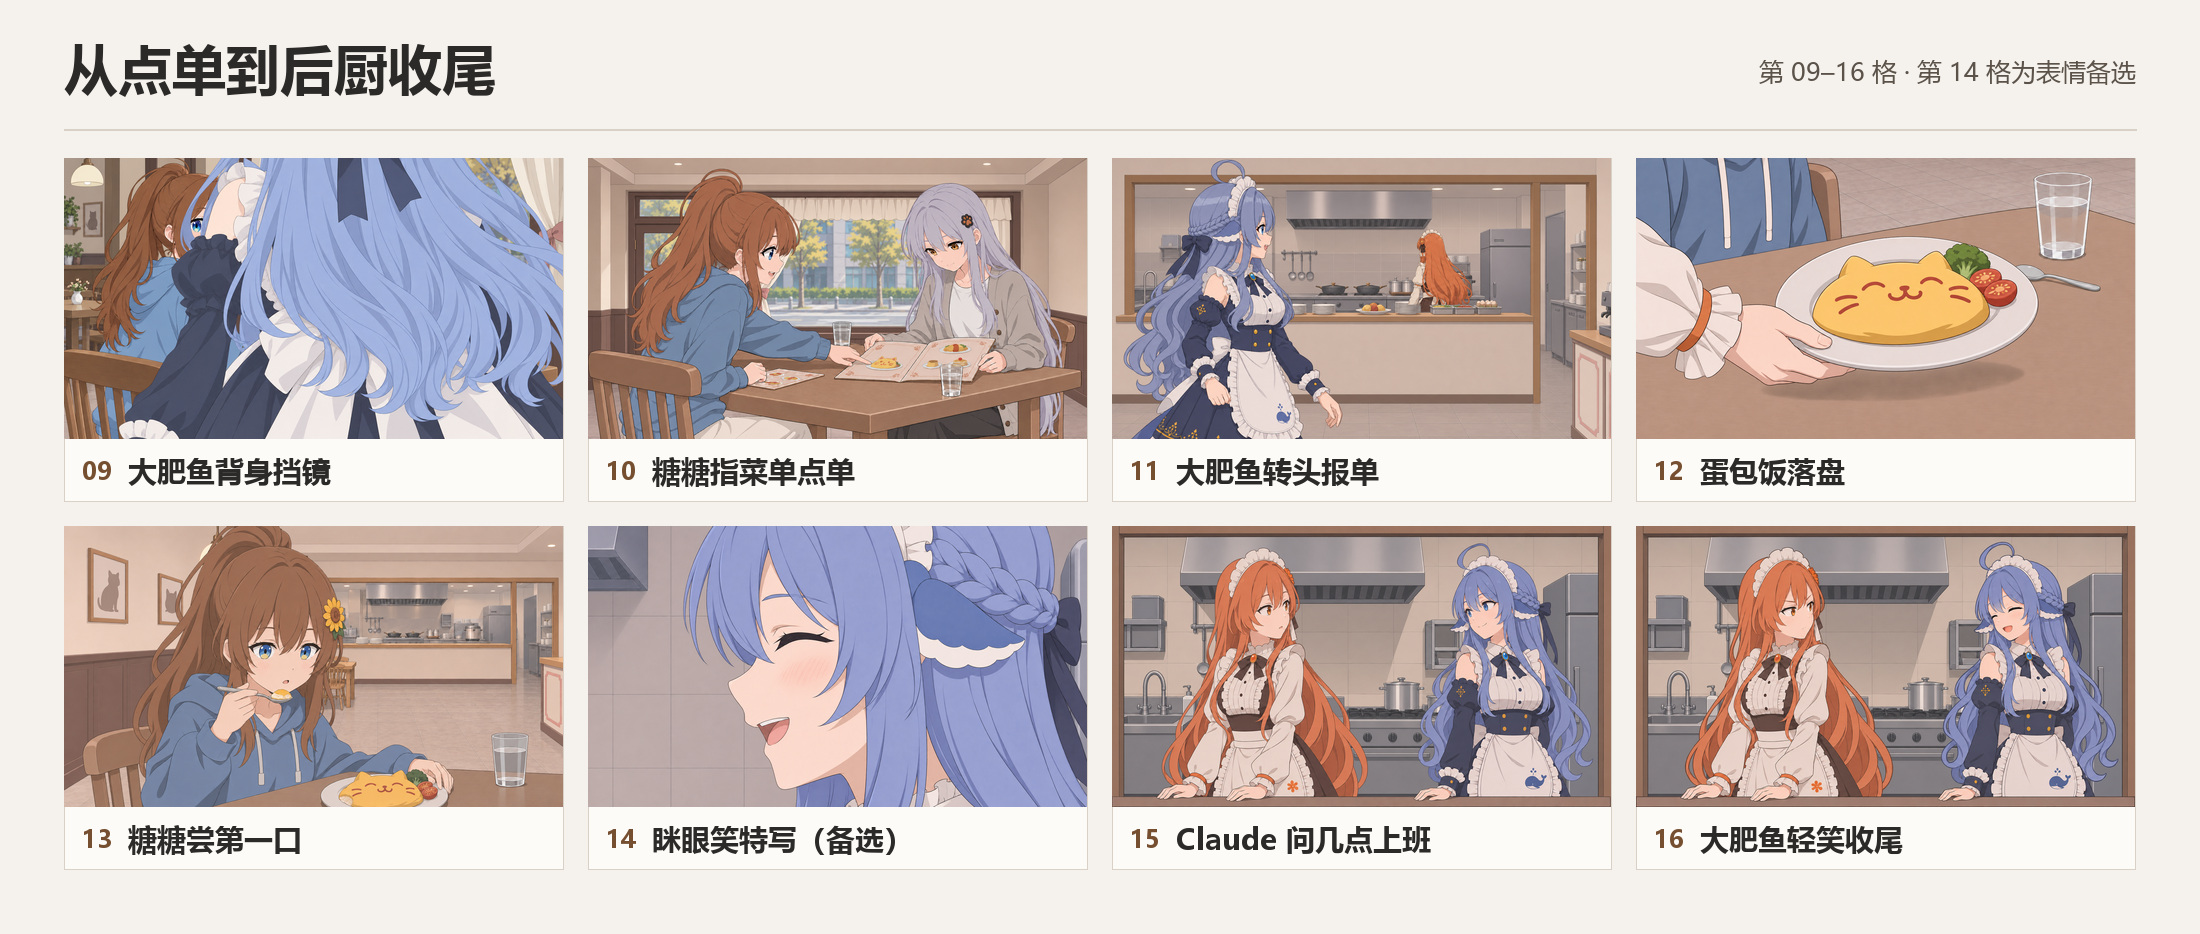 从点单到后厨收尾
第 09–16 格 · 第 14 格为表情备选
09 大肥鱼背身挡镜
10 糖糖指菜单点单
11 大肥鱼转头报单
12 蛋包饭落盘
13 糖糖尝第一口
14 眯眼笑特写（备选）
15 Claude 问几点上班
16 大肥鱼轻笑收尾